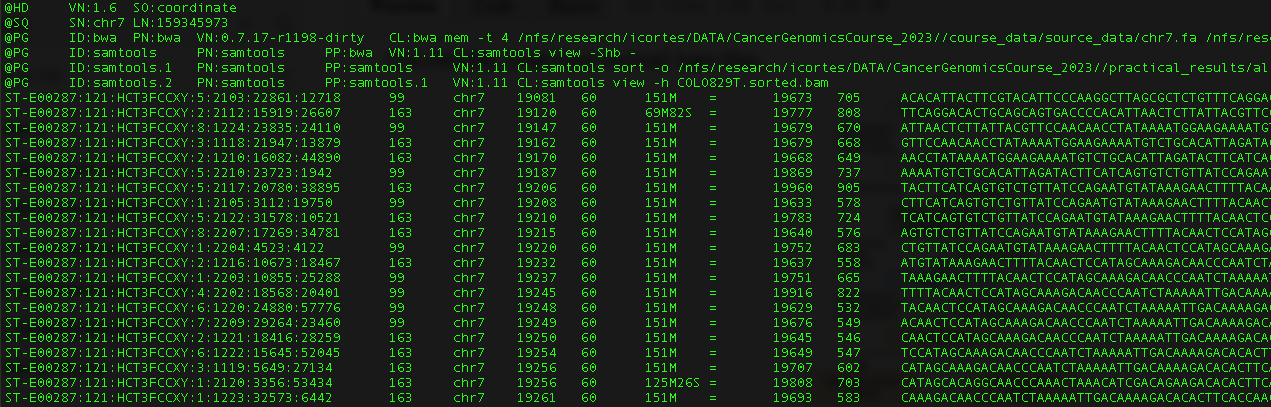 @HD VN:1.6 SO:coordinate
@SQ SN:chr7 LN:159345973
@PG ID:bwa PN:bwa VN:0.7.17-r1198-dirty CL:bwa mem -t 4 /nfs/research/icortes/DATA/CancerGenomicsCourse_2023//course_data/source_data/chr7.fa /nfs/res
@PG ID:samtools PN:samtools PP:bwa VN:1.11 CL:samtools view -Shb -
@PG ID:samtools.1 PN:samtools PP:samtools VN:1.11 CL:samtools sort -o /nfs/research/icortes/DATA/CancerGenomicsCourse_2023//practical_results/al
@PG ID:samtools.2 PN:samtools PP:samtools.1 VN:1.11 CL:samtools view -h COLO829T.sorted.bam
ST-E00287:121:HCT3FCCXY:5:2103:22861:12718 99 chr7 19081 60 151M = 19673 705 ACACATTACTTCGTACATTCCCAAGGCTTAGCGCTCTGTTTCAGGAC
ST-E00287:121:HCT3FCCXY:2:2112:15919:26607 163 chr7 19120 60 69M82S = 19777 808 TTCAGGACACTGCAGCAGTGACCCCACATTAACTCTTATTACGTTCC
ST-E00287:121:HCT3FCCXY:8:1224:23835:24110 99 chr7 19147 60 151M = 19679 670 ATTAACTCTTATTACGTTCCAACAACCTATAAAATGGAAGAAAATGT
ST-E00287:121:HCT3FCCXY:3:1118:21947:13879 163 chr7 19162 60 151M = 19679 668 GTTCCAACAACCTATAAAATGGAAGAAAATGTCTGCACATTAGATAC
ST-E00287:121:HCT3FCCXY:2:1210:16082:44890 163 chr7 19170 60 151M = 19668 649 AACCTATAAAATGGAAGAAAATGTCTGCACATTAGATACTTCATCAG
ST-E00287:121:HCT3FCCXY:5:2210:23723:1942 99 chr7 19187 60 151M = 19869 737 AAAATGTCTGCACATTAGATACTTCATCAGTGTCTGTTATCCAGAAT
ST-E00287:121:HCT3FCCXY:5:2117:20780:38895 163 chr7 19206 60 151M = 19960 905 TACTTCATCAGTGTCTGTTATCCAGAATGTATAAAGAACTTTTACAA
ST-E00287:121:HCT3FCCXY:1:2105:3112:19750 99 chr7 19208 60 151M = 19633 578 CTTCATCAGTGTCTGTTATCCAGAATGTATAAAGAACTTTTACAACT
ST-E00287:121:HCT3FCCXY:5:2122:31578:10521 163 chr7 19210 60 151M = 19783 724 TCATCAGTGTCTGTTATCCAGAATGTATAAAGAACTTTTACAACTCC
ST-E00287:121:HCT3FCCXY:8:2207:17269:34781 163 chr7 19215 60 151M = 19640 576 AGTGTCTGTTATCCAGAATGTATAAAGAACTTTTACAACTCCATAGC
ST-E00287:121:HCT3FCCXY:1:2204:4523:4122 99 chr7 19220 60 151M = 19752 683 CTGTTATCCAGAATGTATAAAGAACTTTTACAACTCCATAGCAAAGA
ST-E00287:121:HCT3FCCXY:2:1216:10673:18467 163 chr7 19232 60 151M = 19637 558 ATGTATAAAGAACTTTTACAACTCCATAGCAAAGACAACCCAATCTA
ST-E00287:121:HCT3FCCXY:1:2203:10855:25288 99 chr7 19237 60 151M = 19751 665 TAAAGAACTTTTACAACTCCATAGCAAAGACAACCCAATCTAAAAAT
ST-E00287:121:HCT3FCCXY:4:2202:18568:20401 99 chr7 19245 60 151M = 19916 822 TTTTACAACTCCATAGCAAAGACAACCCAATCTAAAAATTGACAAAA
ST-E00287:121:HCT3FCCXY:6:1220:24880:57776 99 chr7 19248 60 151M = 19629 532 TACAACTCCATAGCAAAGACAACCCAATCTAAAAATTGACAAAAGAC
ST-E00287:121:HCT3FCCXY:7:2209:29264:23460 99 chr7 19249 60 151M = 19676 549 ACAACTCCATAGCAAAGACAACCCAATCTAAAAATTGACAAAAGACA
ST-E00287:121:HCT3FCCXY:2:1221:18416:28259 163 chr7 19250 60 151M = 19645 546 CAACTCCATAGCAAAGACAACCCAATCTAAAAATTGACAAAAGACAC
ST-E00287:121:HCT3FCCXY:6:1222:15645:52045 163 chr7 19254 60 151M = 19649 547 TCCATAGCAAAGACAACCCAATCTAAAAATTGACAAAAGACACACTT
ST-E00287:121:HCT3FCCXY:3:1119:5649:27134 163 chr7 19256 60 151M = 19707 602 CATAGCAAAGACAACCCAATCTAAAAATTGACAAAAGACACACTTCA
ST-E00287:121:HCT3FCCXY:1:2120:3356:53434 163 chr7 19256 60 125M26S = 19808 703 CATAGCACAGGCAACCCAAACTAAACATCGACAGAAGACACACTTCA
ST-E00287:121:HCT3FCCXY:1:1223:32573:6442 163 chr7 19261 60 151M = 19693 583 CAAAGACAACCCAATCTAAAAATTGACAAAAGACACACTTCACCAAG